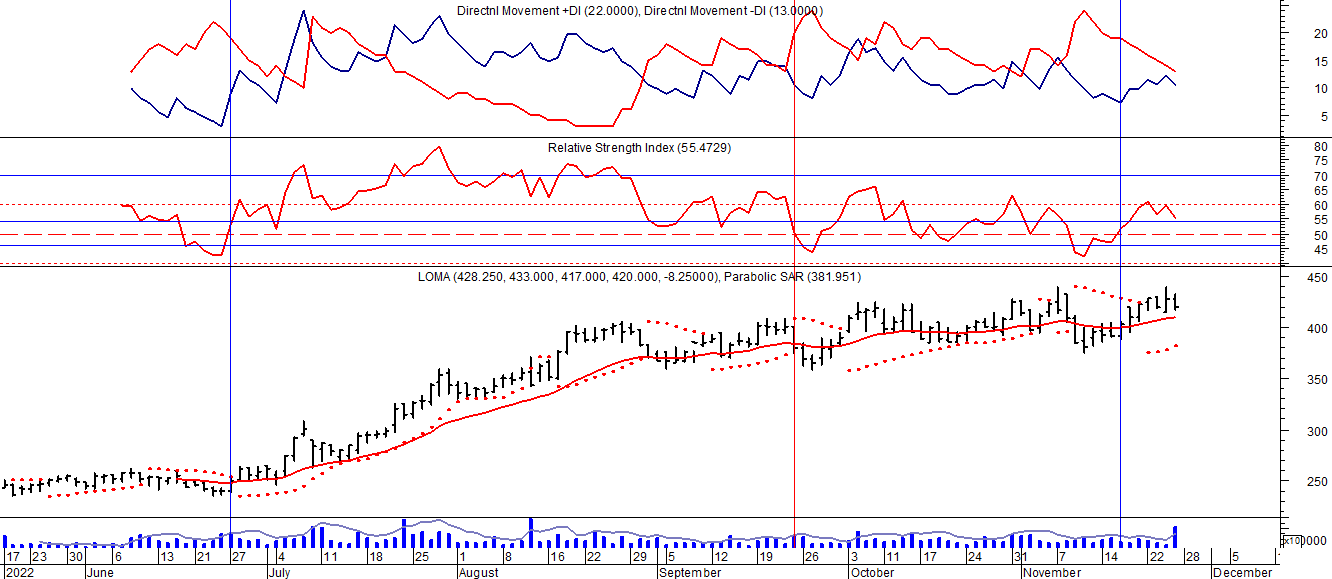 Directnl Movement +DI (22.0000), Directnl Movement -DI (13.0000)
20
15
10
5
Relative Strength Index (55.4729)
80
75
70
65
60
55
50
45
LOMA (428.250, 433.000, 417.000, 420.000, -8.25000), Parabolic SAR (381.951)
450
400
350
300
250
x10000
17 23 30 6 13 21 27 4 11 18 25 1 8 16 22 29 5 12 19 26 3 11 17 24 31 7 14 22 28 5
2022 June July August September October November December